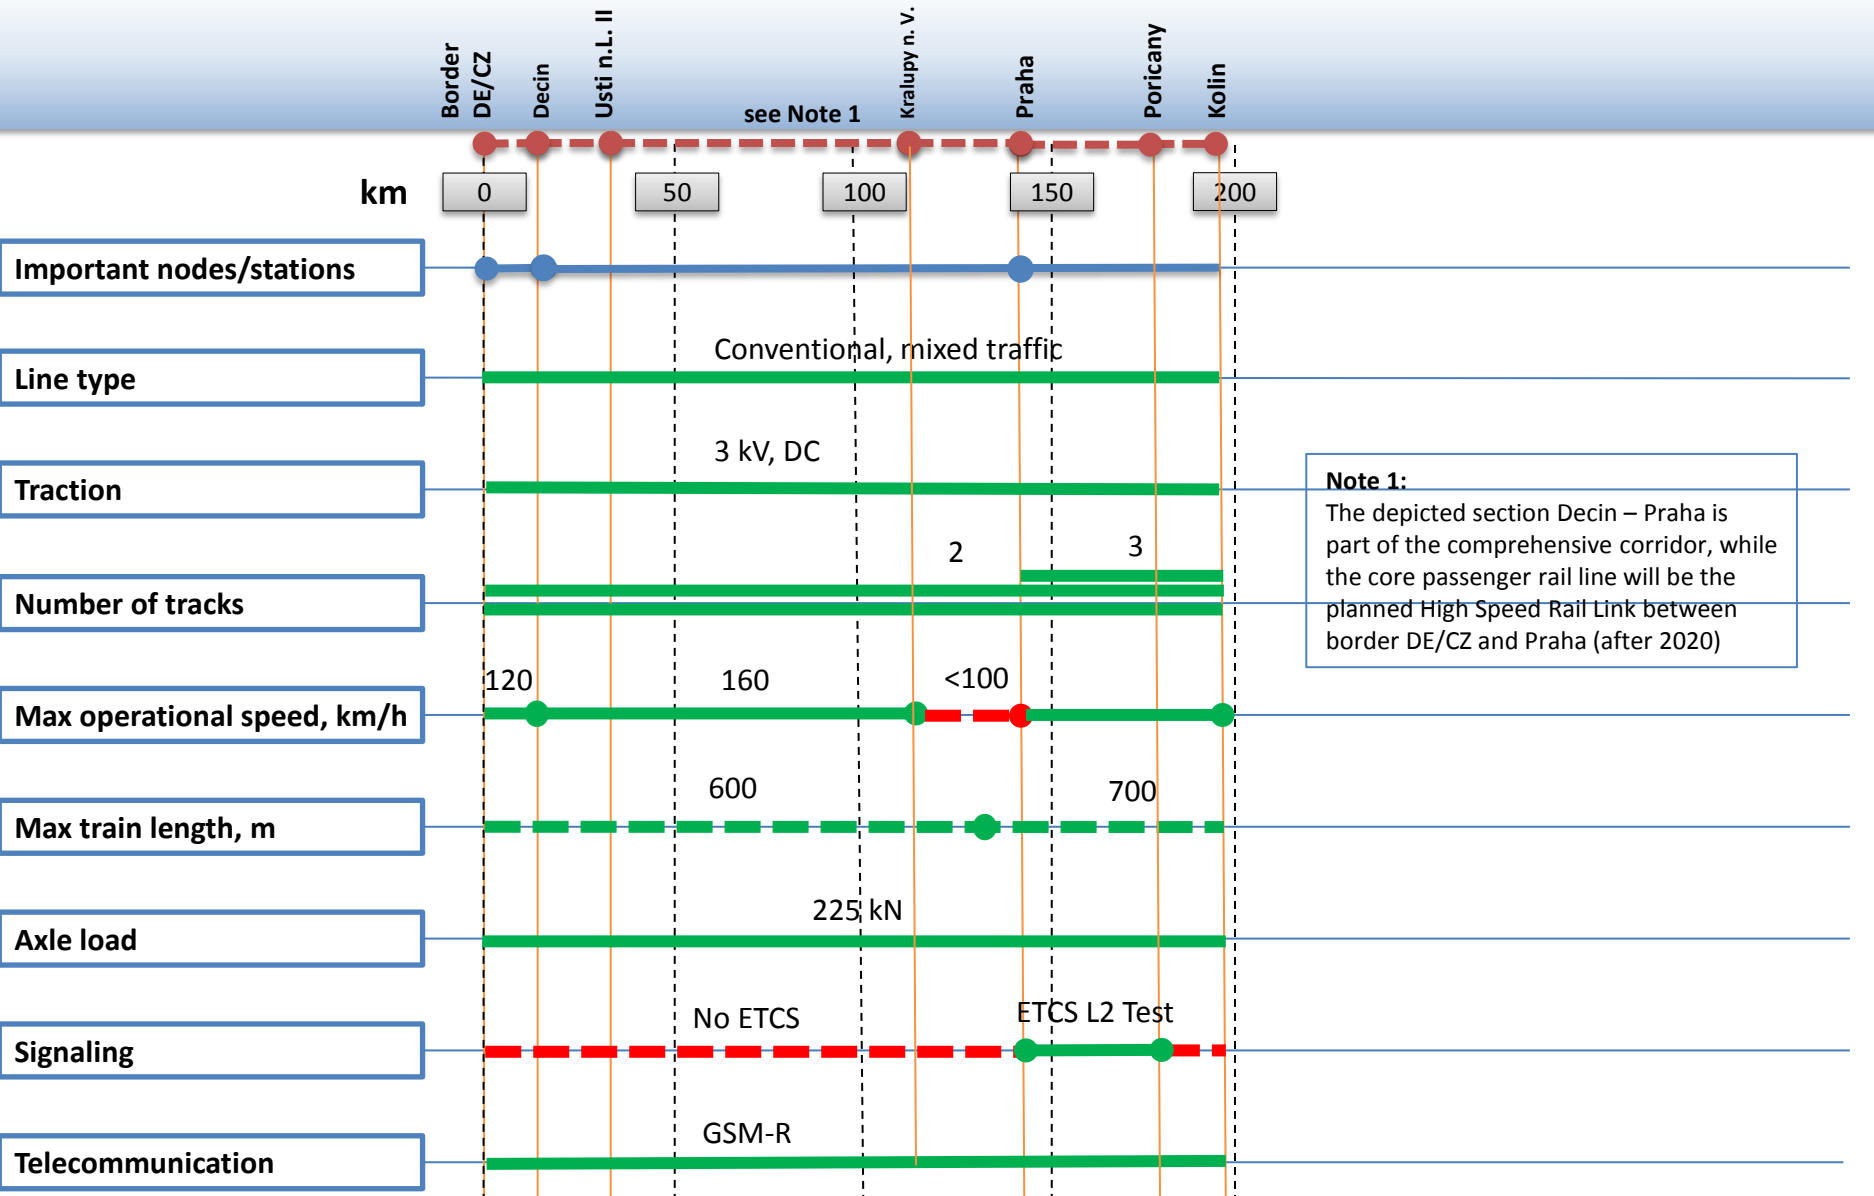 Border
DE/CZ
Decin
Usti n.L. II
see Note 1
Kralupy n. V.
Praha
Poricany
Kolin
km
0
50
100
150
200
Important nodes/stations
Line type
Conventional, mixed traffic
Traction
3 kV, DC
Number of tracks
2
3
Note 1:
The depicted section Decin – Praha is
part of the comprehensive corridor, while
the core passenger rail line will be the
planned High Speed Rail Link between
border DE/CZ and Praha (after 2020)
Max operational speed, km/h
120
160
<100
Max train length, m
600
700
Axle load
225 kN
Signaling
No ETCS
ETCS L2 Test
Telecommunication
GSM-R